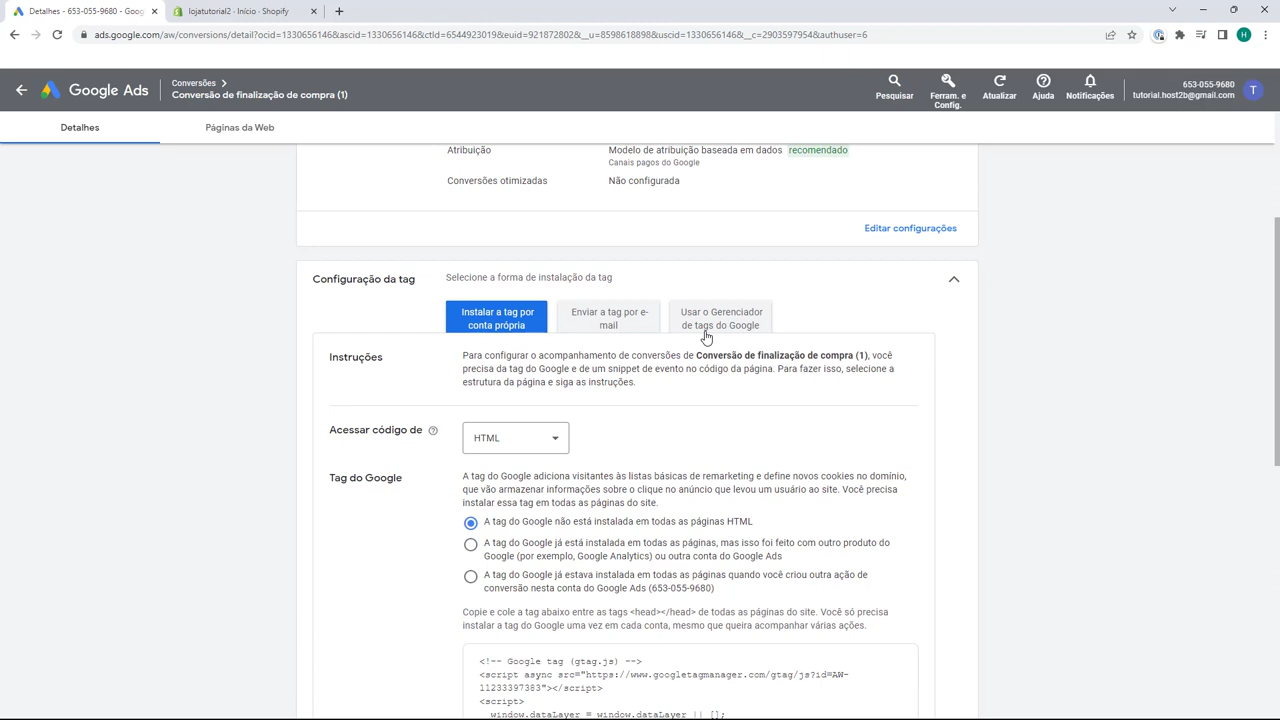 Detalhes - 653-055-9680 - Goog
lojatutorial2 - Início - Shopify
ads.google.com/aw/conversions/detail?ocid=1330656146&ascid=1330656146&ctId=6544923019&euid=921872802&__u=8598618898&uscid=1330656146&__c=2903597954&authuser=6
H
Google Ads
Conversões
Conversão de finalização de compra (1)
Pesquisar
Ferram. e
Config.
Atualizar
Ajuda
Notificações
653-055-9680
tutorial.host2b@gmail.com
T
Detalhes
Páginas da Web
Atribuição
Modelo de atribuição baseada em dados recomendado
Canais pagos do Google
Conversões otimizadas
Não configurada
Editar configurações
Configuração da tag
Selecione a forma de instalação da tag
Instalar a tag por
conta própria
Enviar a tag por e-
mail
Usar o Gerenciador
de tags do Google
Instruções
Para configurar o acompanhamento de conversões de Conversão de finalização de compra (1), você
precisa da tag do Google e de um snippet de evento no código da página. Para fazer isso, selecione a
estrutura da página e siga as instruções.
Acessar código de
HTML
Tag do Google
A tag do Google adiciona visitantes às listas básicas de remarketing e define novos cookies no domínio,
que vão armazenar informações sobre o clique no anúncio que levou um usuário ao site. Você precisa
instalar essa tag em todas as páginas do site.
A tag do Google não está instalada em todas as páginas HTML
A tag do Google já está instalada em todas as páginas, mas isso foi feito com outro produto do
Google (por exemplo, Google Analytics) ou outra conta do Google Ads
A tag do Google já estava instalada em todas as páginas quando você criou outra ação de
conversão nesta conta do Google Ads (653-055-9680)
Copie e cole a tag abaixo entre as tags <head></head> de todas as páginas do site. Você só precisa
instalar a tag do Google uma vez em cada conta, mesmo que queira acompanhar várias ações.
<!-- Google tag (gtag.js) -->
<script async src="https://www.googletagmanager.com/gtag/js?id=AW-
11233397383"></script>
<script>
window.dataLayer = window.dataLayer || [];